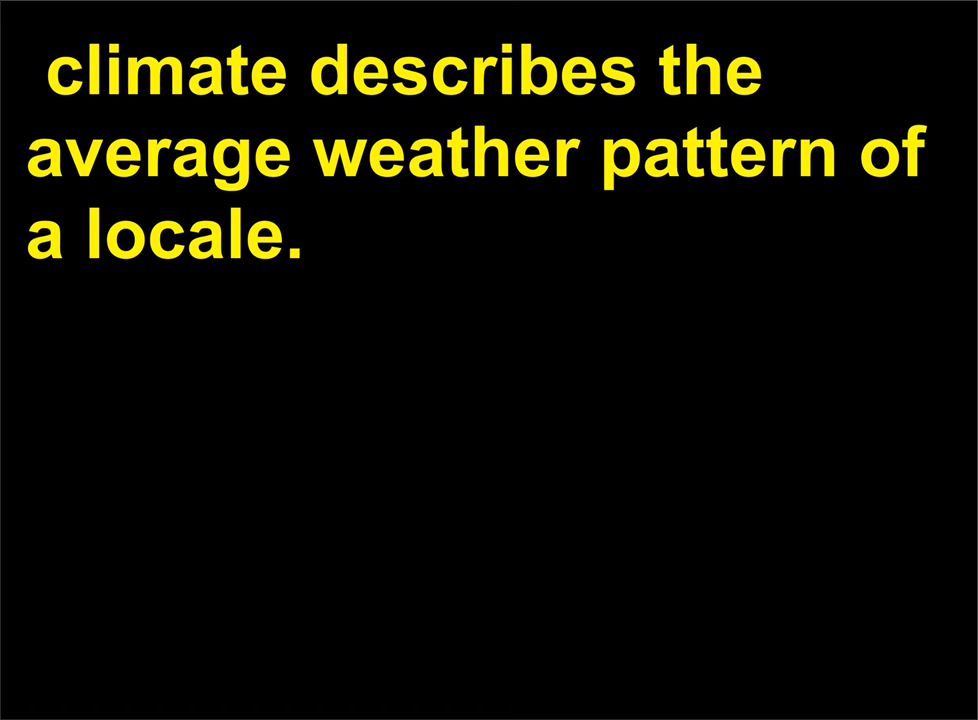 climate describes the
average weather pattern of
a locale.